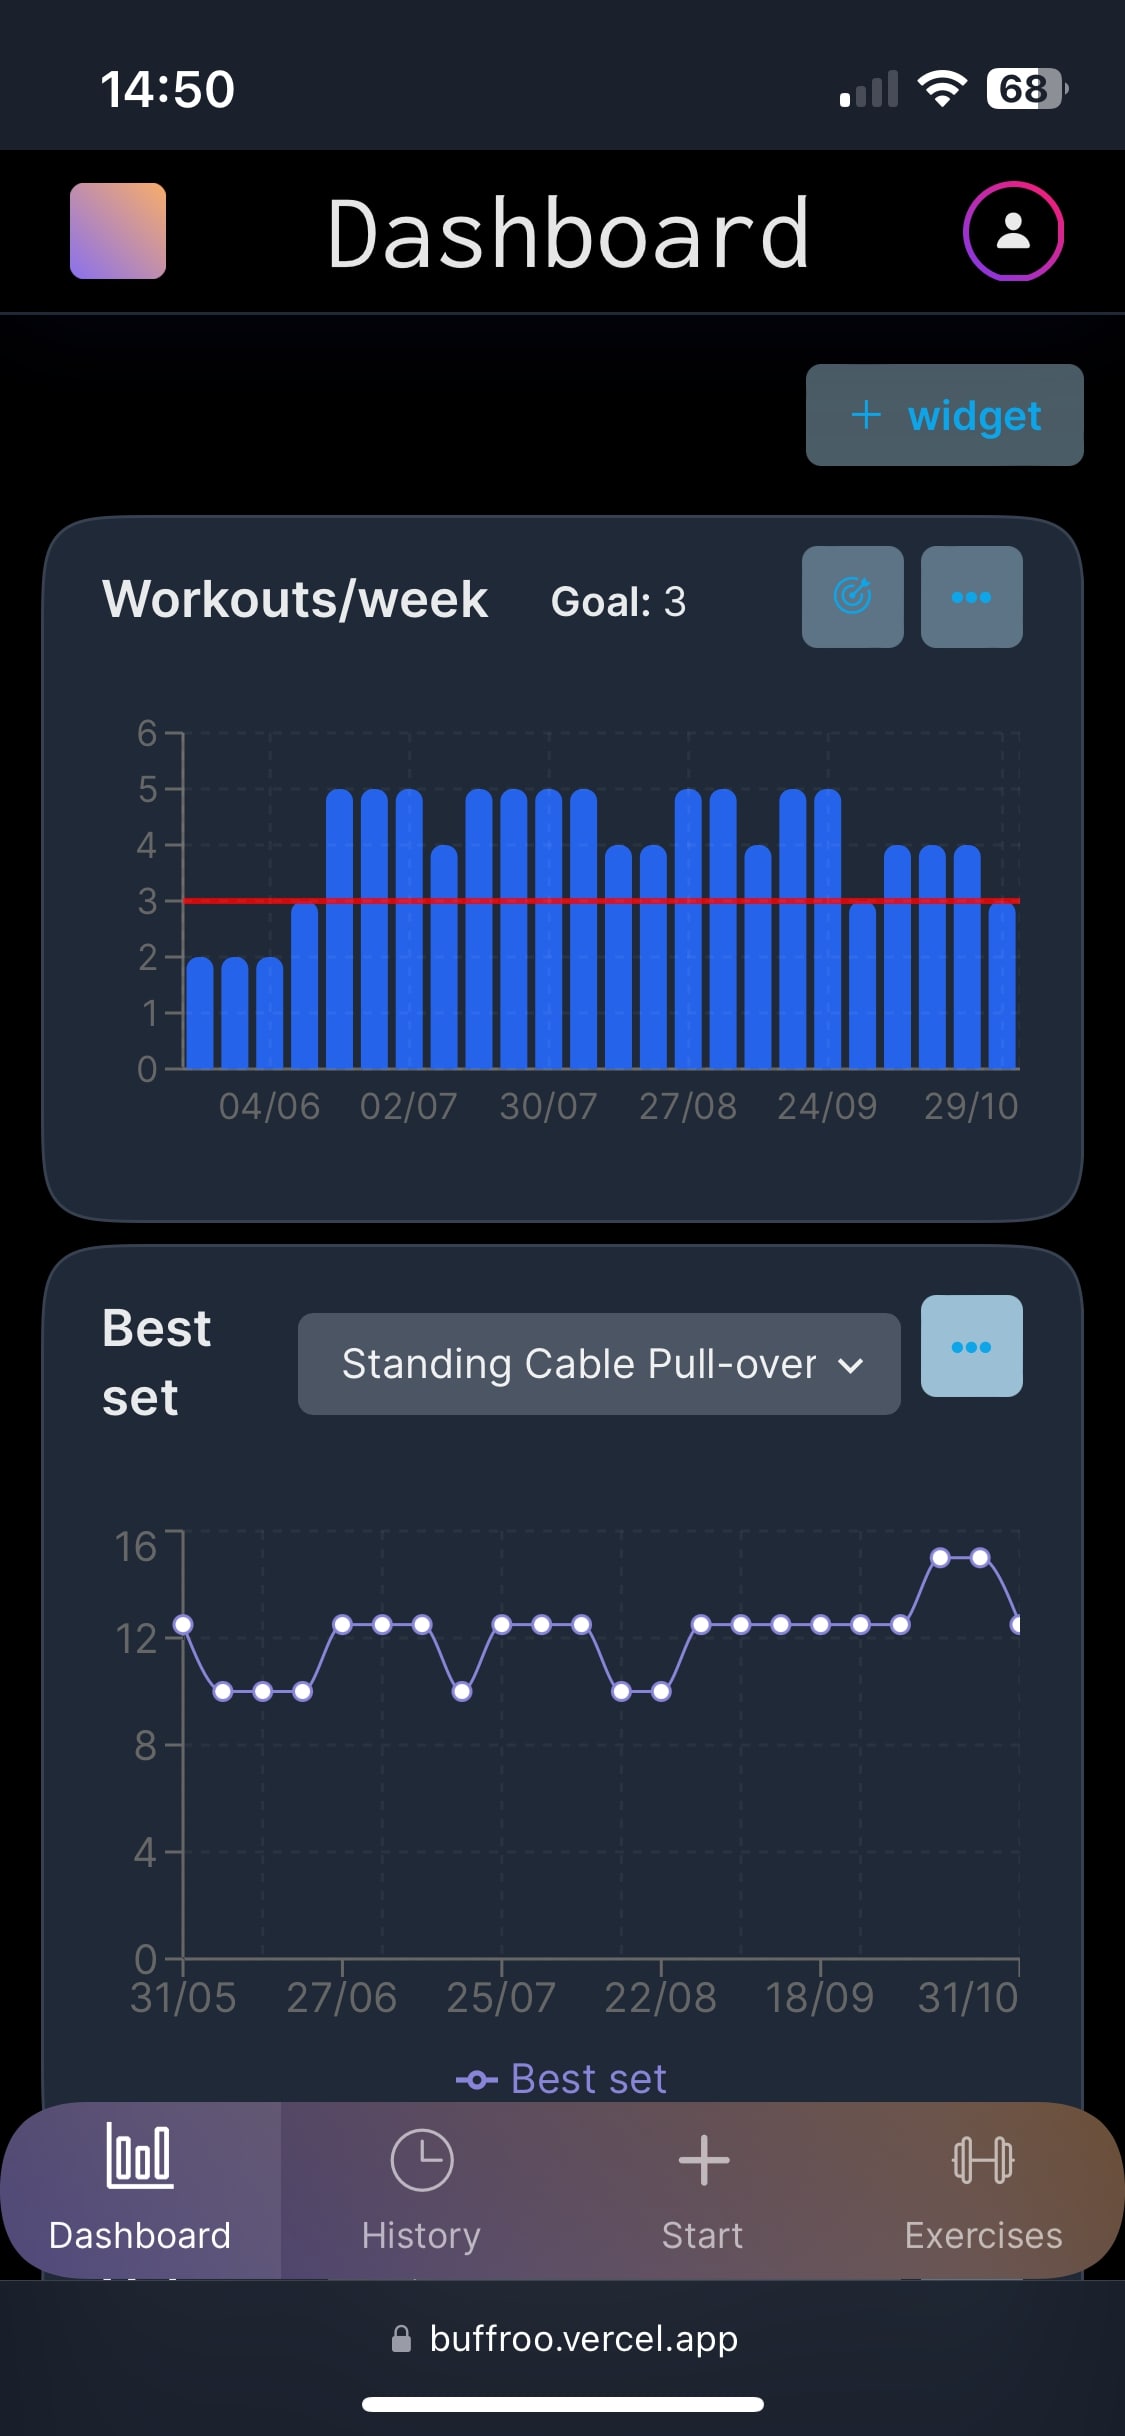 14:50
68
Dashboard
+ widget
Workouts/week Goal: 3
6
5
4
3
2
1
0
04/06 02/07 30/07 27/08 24/09 29/10
Best
set
Standing Cable Pull-over
16
12
8
4
0
31/05 27/06 25/07 22/08 18/09 31/10
Best set
Dashboard History Start Exercises
buffroo.vercel.app